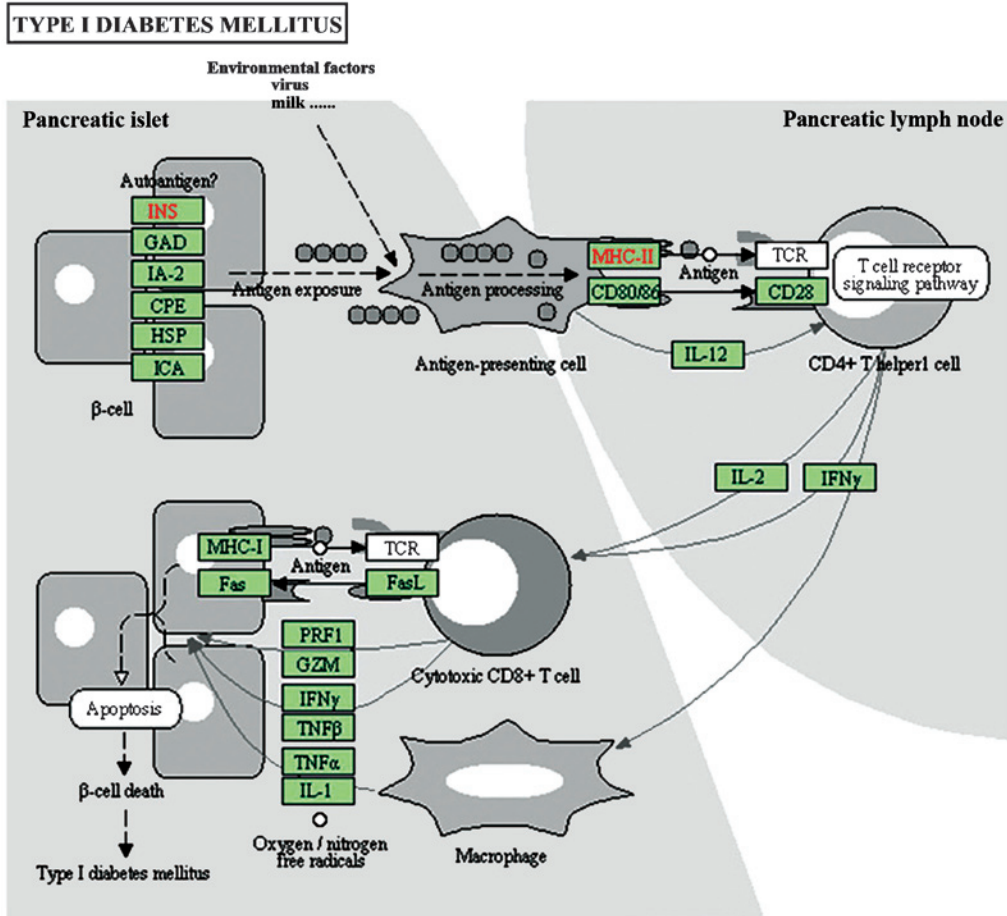 TYPE I DIABETES MELLITUS
Environmental factors
virus
milk ......
Pancreatic islet
Pancreatic lymph node
Autoantigen?
INS
GAD
IA-2
CPE
HSP
ICA
β-cell
Antigen exposure
Antigen processing
MHC-II
CD80/86
Antigen
TCR
CD28
T cell receptor
signaling pathway
IL-12
Antigen-presenting cell
CD4+ T helper1 cell
IL-2
IFNγ
MHC-I
Fas
Antigen
TCR
FasL
PRF1
GZM
IFNγ
TNFβ
TNFα
IL-1
Cytotoxic CD8+ T cell
Apoptosis
β-cell death
Type I diabetes mellitus
Oxygen / nitrogen
free radicals
Macrophage